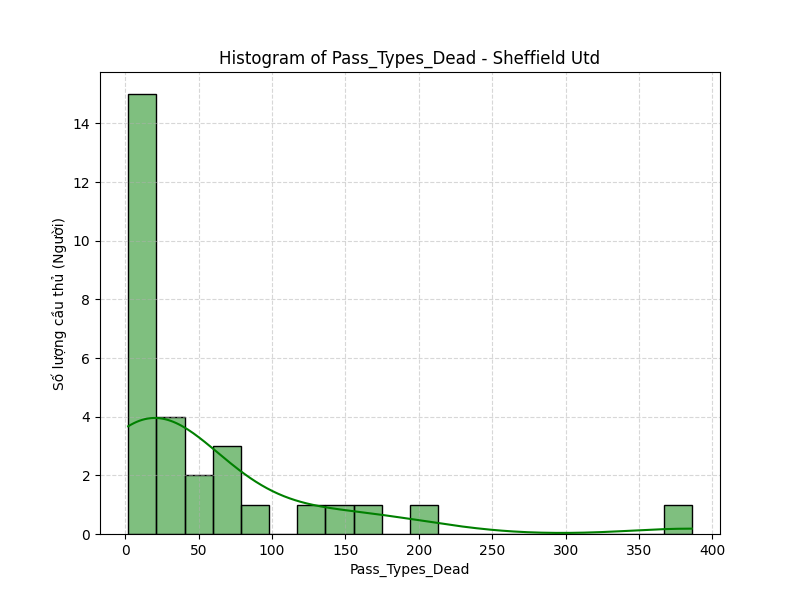 Histogram of Pass_Types_Dead - Sheffield Utd
Số lượng cầu thủ (Người)
14
12
10
8
6
4
2
0
0 50 100 150 200 250 300 350 400
Pass_Types_Dead